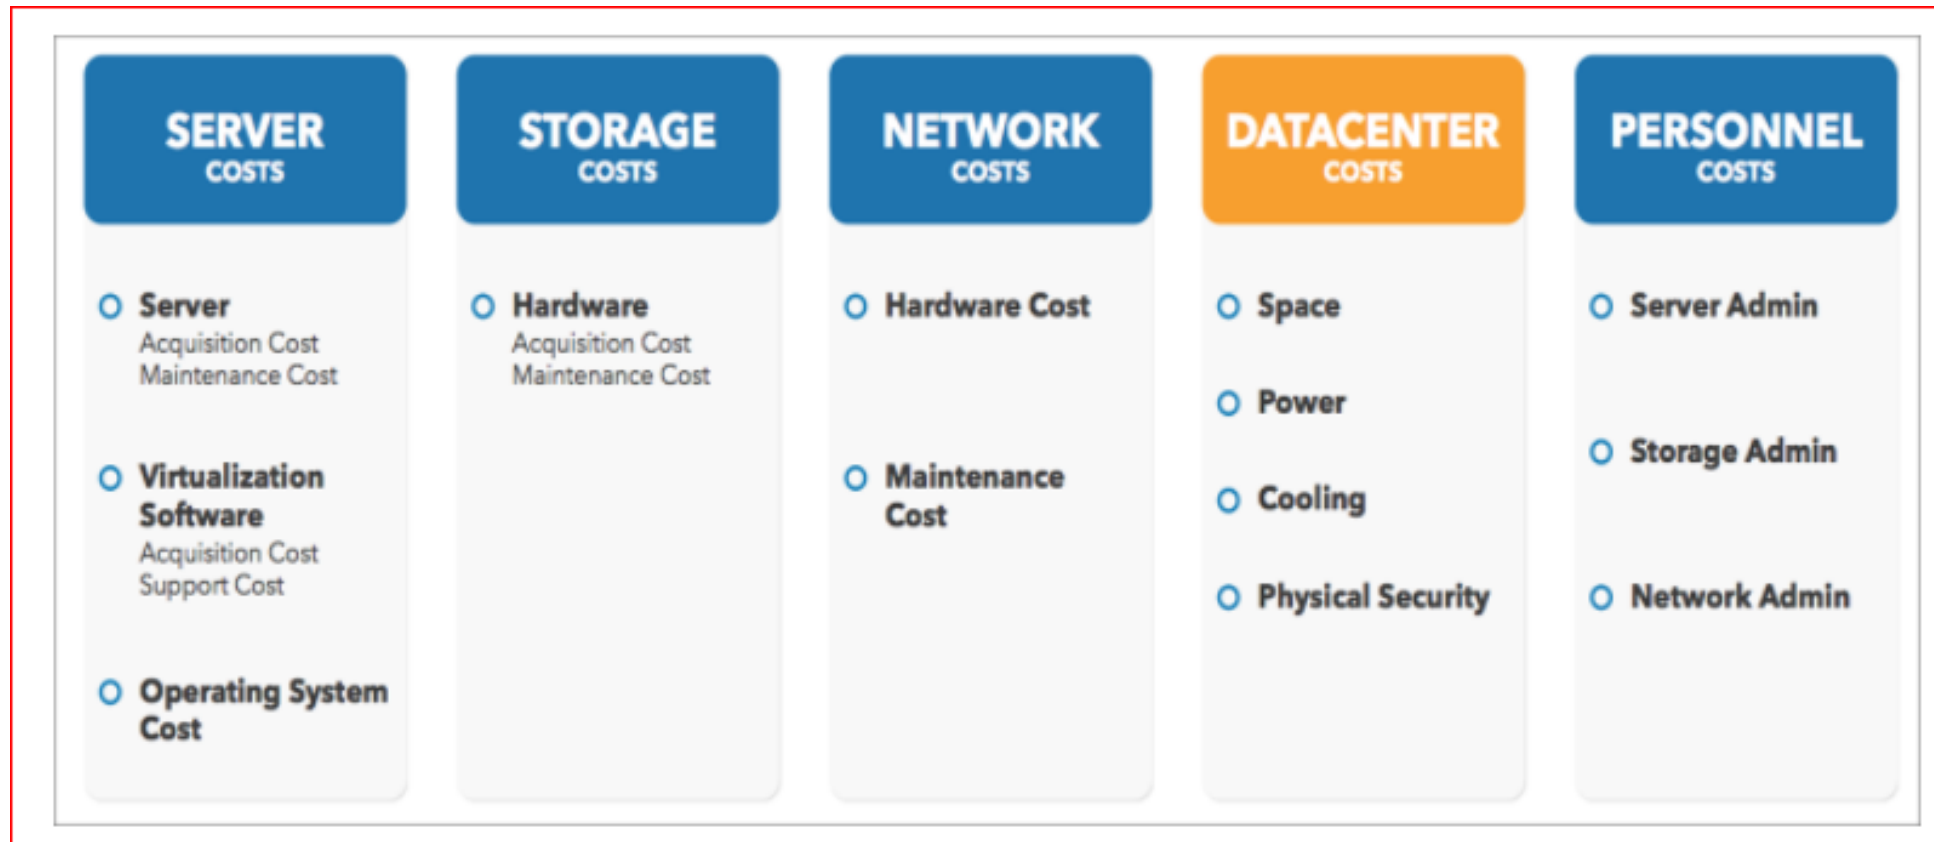 SERVER
COSTS
Server
Acquisition Cost
Maintenance Cost
Virtualization
Software
Acquisition Cost
Support Cost
Operating System
Cost
STORAGE
COSTS
Hardware
Acquisition Cost
Maintenance Cost
NETWORK
COSTS
Hardware Cost
Maintenance
Cost
DATACENTER
COSTS
Space
Power
Cooling
Physical Security
PERSONNEL
COSTS
Server Admin
Storage Admin
Network Admin